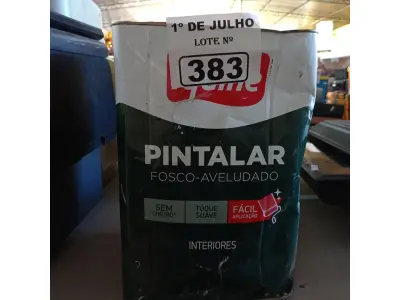 1º DE JULHO
LOTE Nº
383
PINTALAR
FOSCO-AVELUDADO
SEM CHEIRO*
TOQUE SUAVE
FÁCIL APLICAÇÃO
INTERIORES